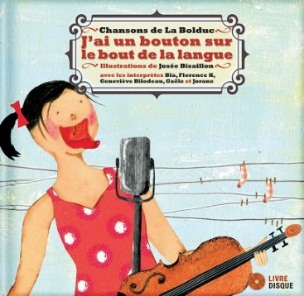 Chansons de La Bolduc
J'ai un bouton sur
le bout de la langue
Illustrations de Josée Bisaillon
avec les interprètes Bïa, Florence K,
Geneviève Bilodeau, Gaële et Jorane
LIVRE
DISQUE